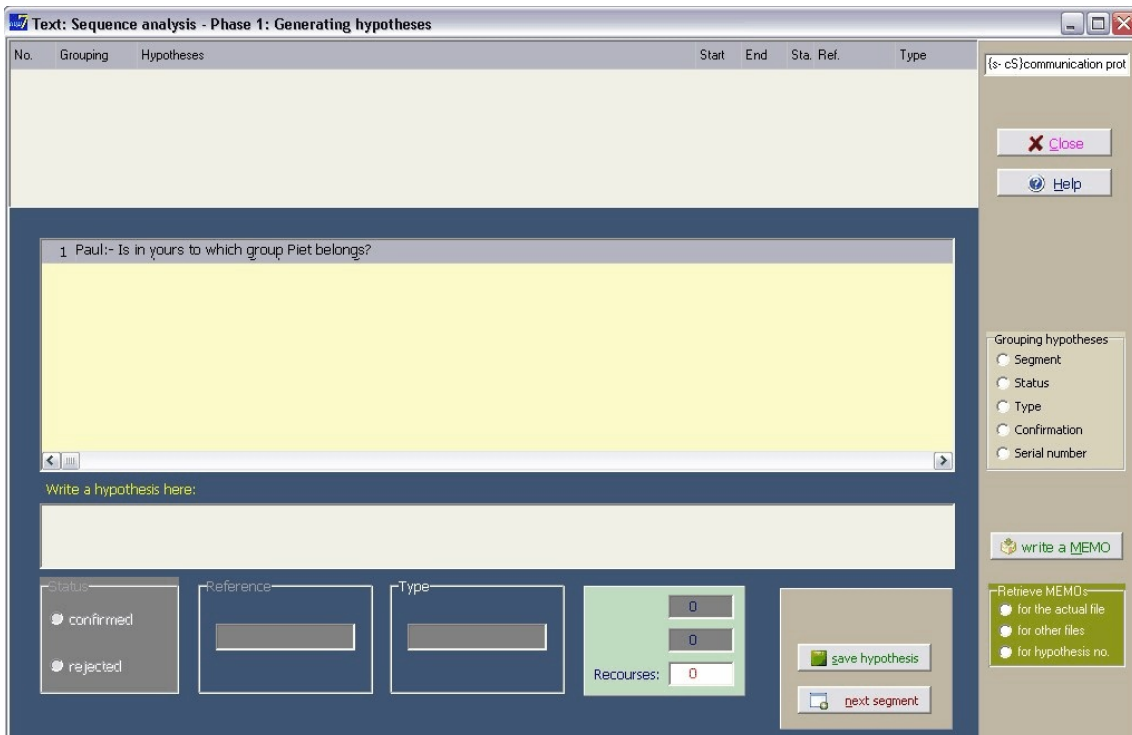 Text: Sequence analysis - Phase 1: Generating hypotheses
No. Grouping Hypotheses Start End Sta. Ref. Type
{s- cS}communication prot
Close
Help
1 Paul:- Is in yours to which group Piet belongs?
Grouping hypotheses
Segment
Status
Type
Confirmation
Serial number
Write a hypothesis here:
write a MEMO
Status
confirmed
rejected
Reference
Type
0
0
Recourses: 0
save hypothesis
next segment
Retrieve MEMOs
for the actual file
for other files
for hypothesis no.